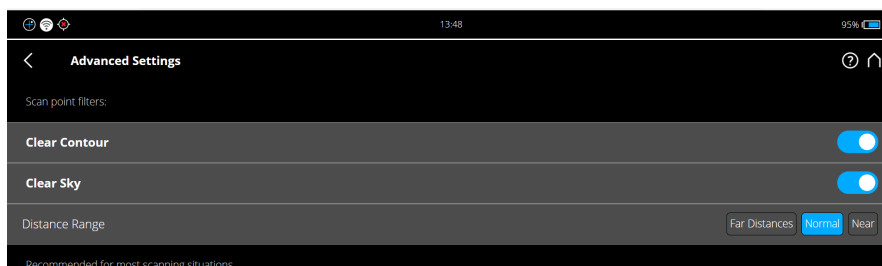 13:48 95%
Advanced Settings
Scan point filters:
Clear Contour
Clear Sky
Distance Range Far Distances Normal Near
Recommended for most scanning situations